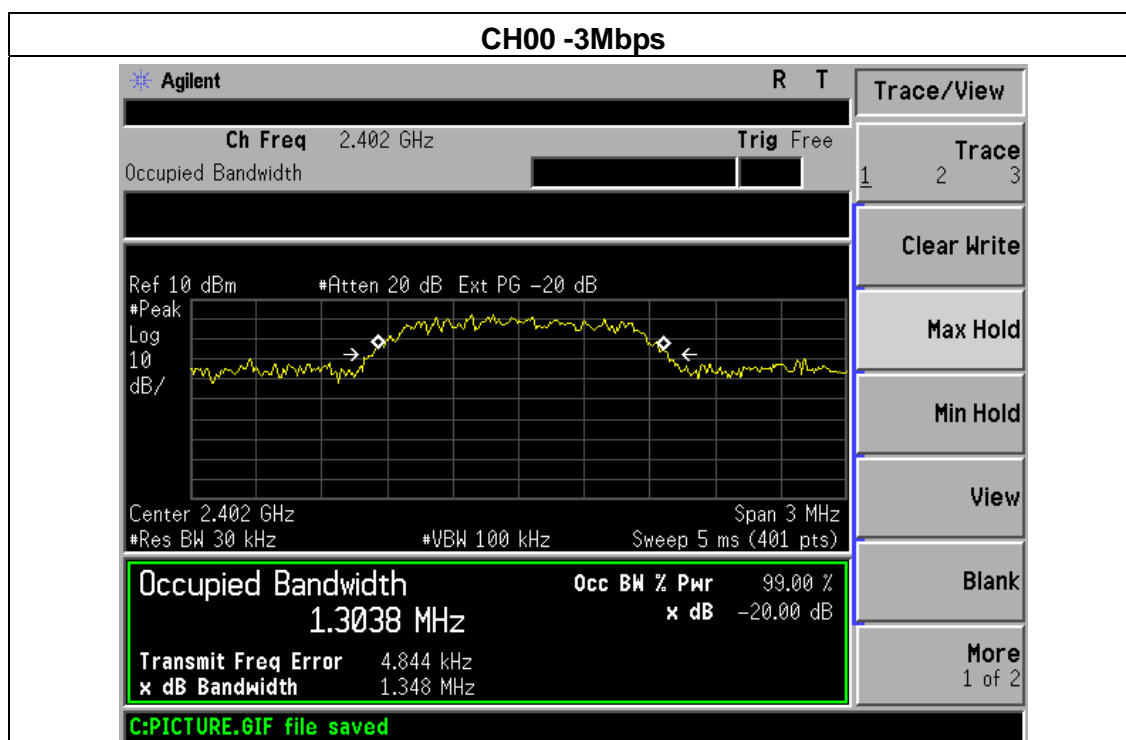 CH00 -3Mbps
Agilent R T
Ch Freq 2.402 GHz Trig Free
Occupied Bandwidth
Ref 10 dBm #Atten 20 dB Ext PG −20 dB
#Peak
Log
10
dB/
Center 2.402 GHz Span 3 MHz
#Res BW 30 kHz #VBW 100 kHz Sweep 5 ms (401 pts)
Occupied Bandwidth Occ BW % Pwr 99.00 %
1.3038 MHz x dB −20.00 dB
Transmit Freq Error 4.844 kHz
x dB Bandwidth 1.348 MHz
C:PICTURE.GIF file saved
Trace/View
Trace
1 2 3
Clear Write
Max Hold
Min Hold
View
Blank
More
1 of 2